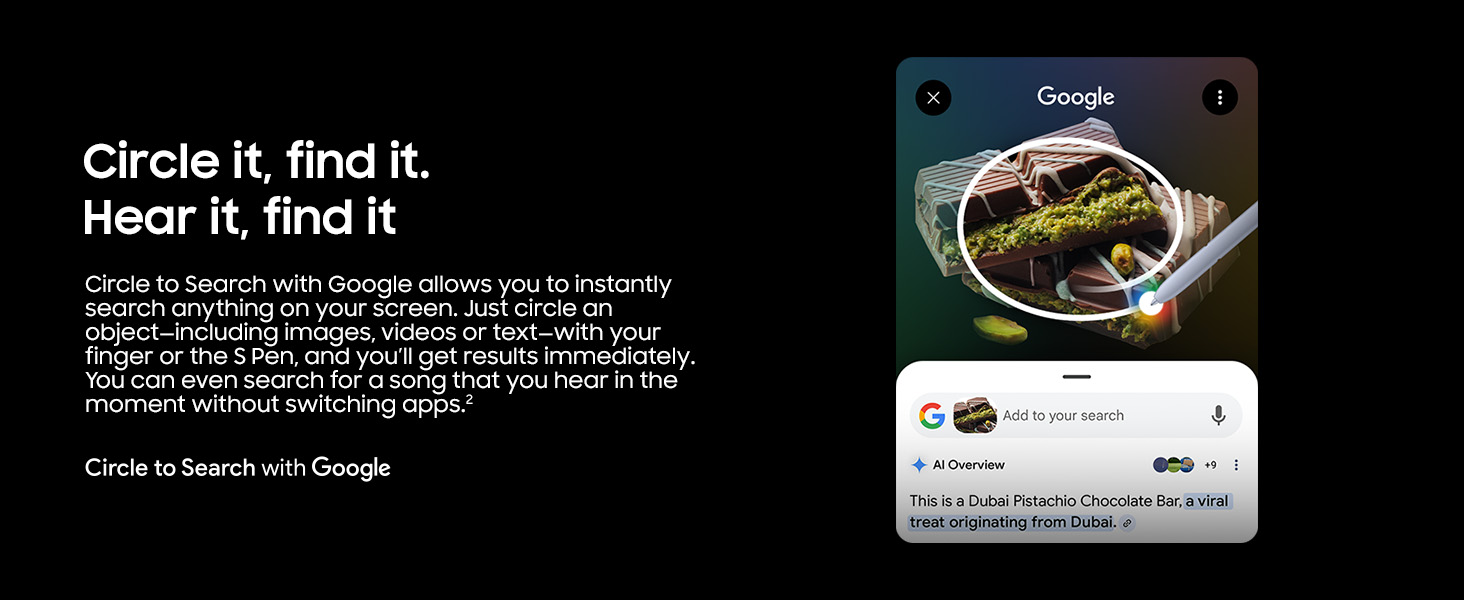 Circle it, find it.
Hear it, find it
Circle to Search with Google allows you to instantly
search anything on your screen. Just circle an
object—including images, videos or text—with your
finger or the S Pen, and you’ll get results immediately.
You can even search for a song that you hear in the
moment without switching apps.²
Circle to Search with Google
Google
G Add to your search
AI Overview +9
This is a Dubai Pistachio Chocolate Bar, a viral
treat originating from Dubai.